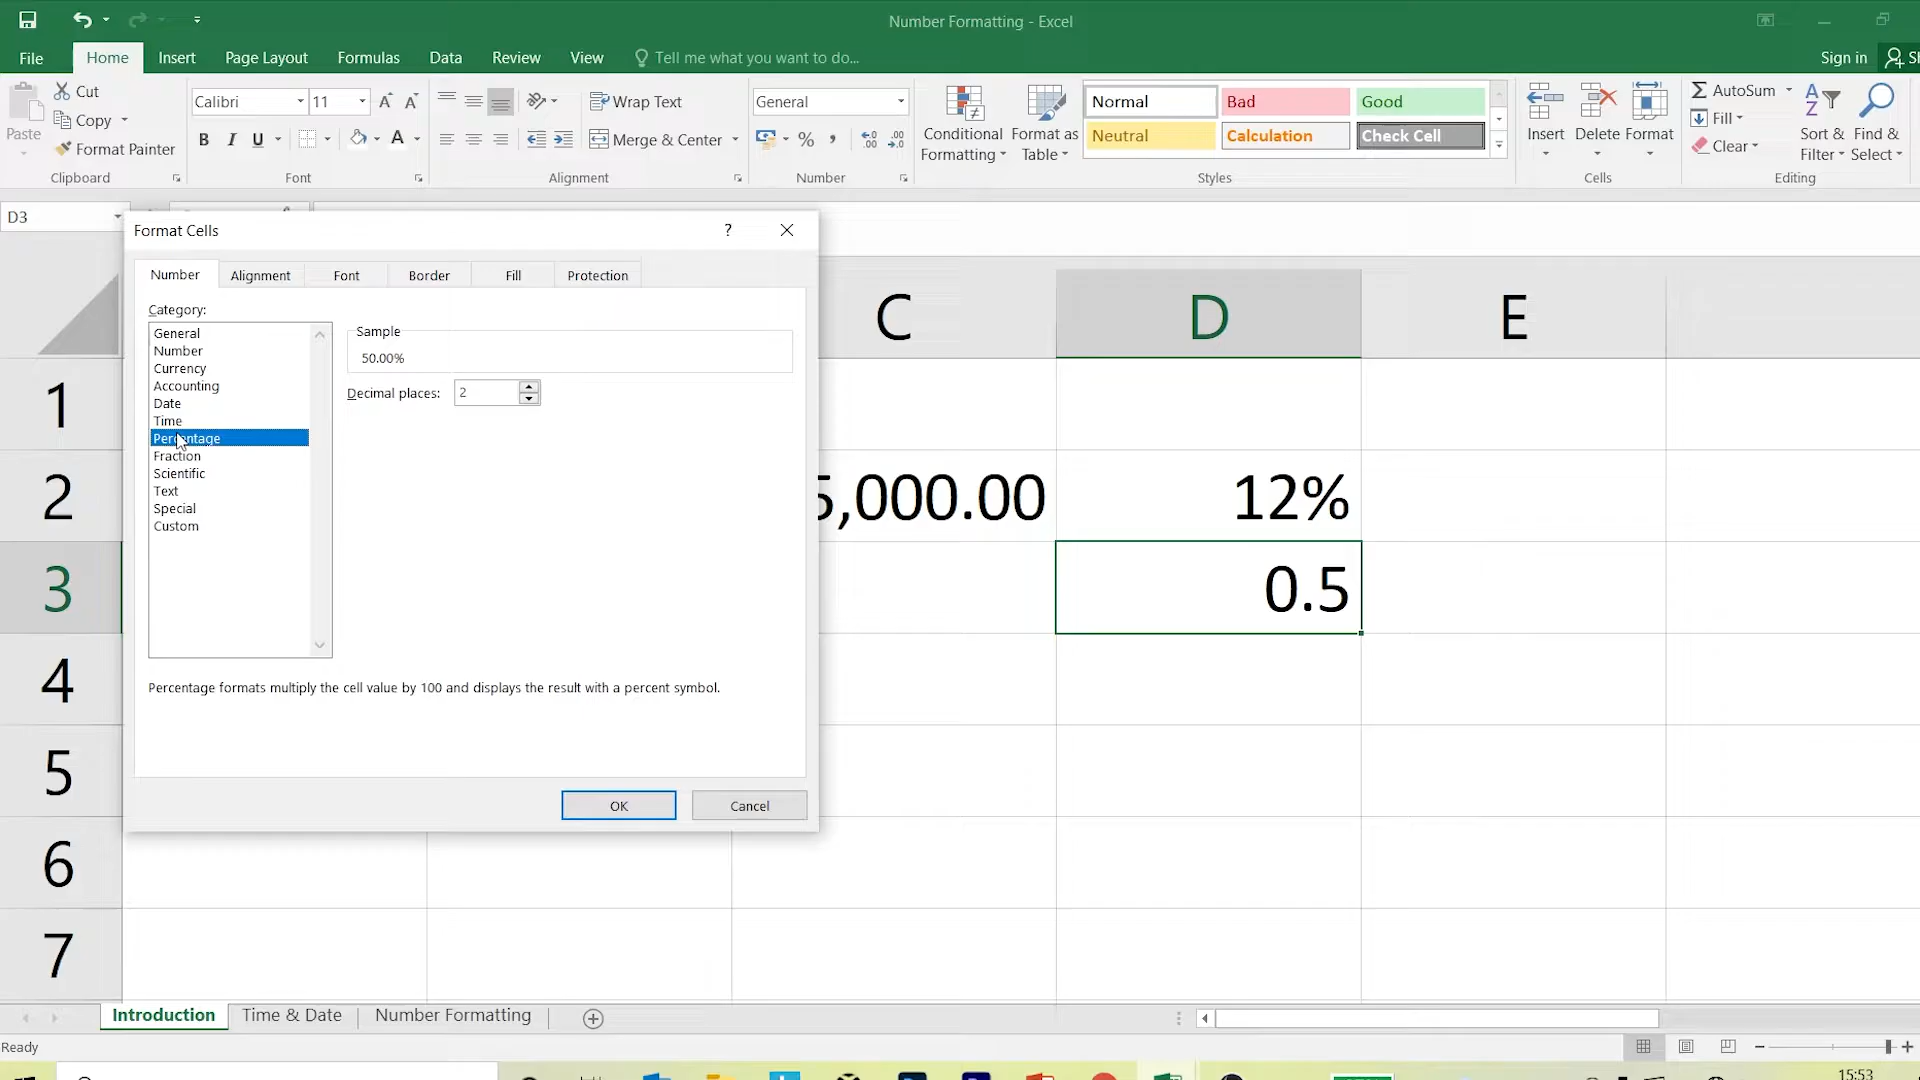 Number Formatting - Excel
File Home Insert Page Layout Formulas Data Review View Tell me what you want to do... Sign in
Paste
Cut
Copy
Format Painter
Clipboard
Calibri 11
B I U
Font
Wrap Text
Merge & Center
Alignment
General
%
Number
Conditional Formatting
Format as Table
Normal Bad Good
Neutral Calculation Check Cell
Styles
Insert Delete Format
Cells
AutoSum
Fill
Clear
Sort & Filter
Find & Select
Editing
D3
Format Cells
Number Alignment Font Border Fill Protection
Category:
General
Number
Currency
Accounting
Date
Time
Percentage
Fraction
Scientific
Text
Special
Custom
Sample
50.00%
Decimal places: 2
Percentage formats multiply the cell value by 100 and displays the result with a percent symbol.
OK Cancel
C D E
1
2 5,000.00 12%
3 0.5
4
5
6
7
Introduction Time & Date Number Formatting
Ready
15:53